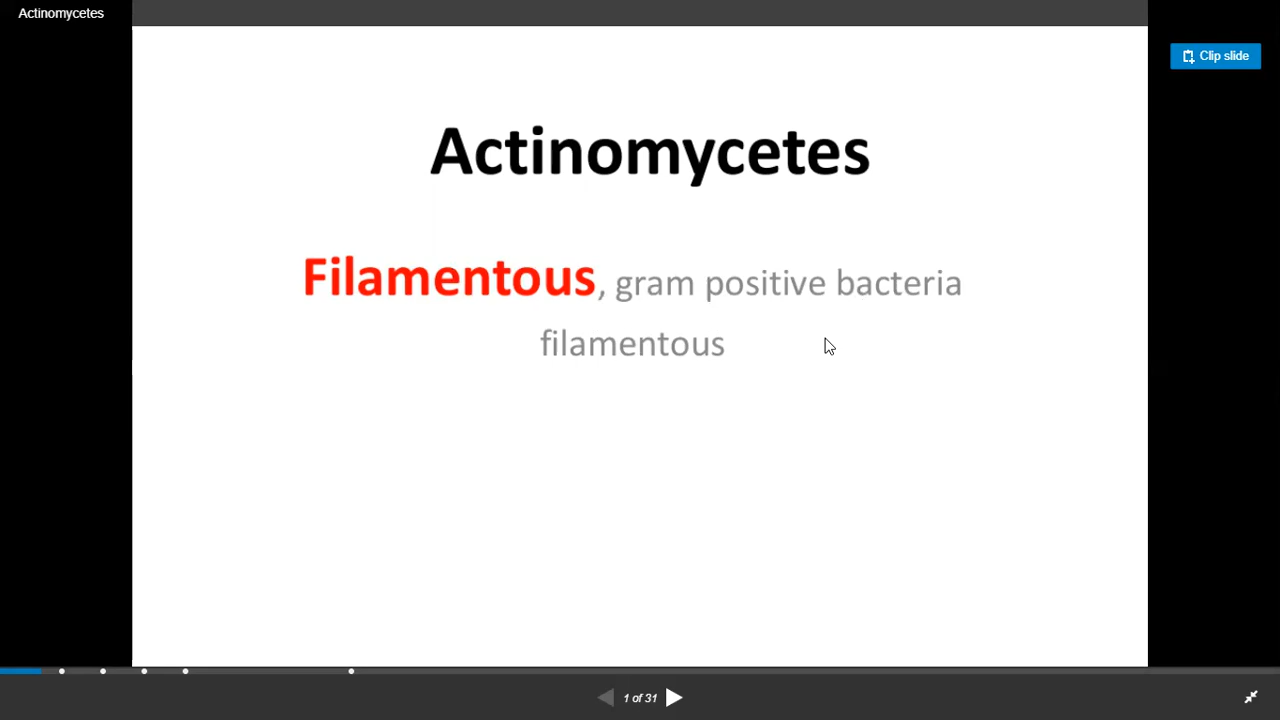 Actinomycetes
Clip slide
Actinomycetes
Filamentous, gram positive bacteria
filamentous
1 of 31